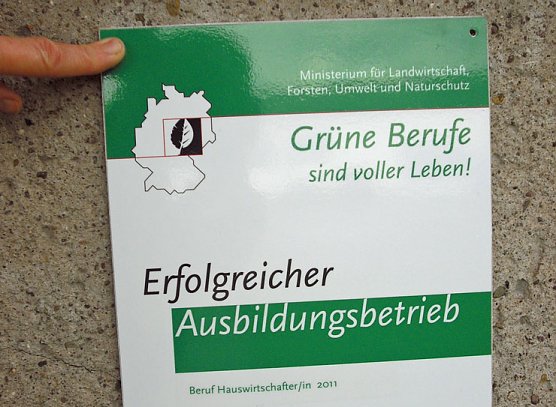 Ministerium für Landwirtschaft,
Forsten, Umwelt und Naturschutz
Grüne Berufe
sind voller Leben!
Erfolgreicher
Ausbildungsbetrieb
Beruf Hauswirtschafter/in 2011